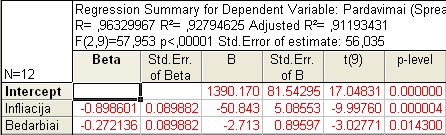 Regression Summary for Dependent Variable: Pardavimai (Sprea
R= ,96329967 R²= ,92794625 Adjusted R²= ,91193431
F(2,9)=57,953 p<,00001 Std.Error of estimate: 56,035
N=12 Beta Std.Err. of Beta B Std.Err. of B t(9) p-level
Intercept 1390.170 81.54295 17.04831 0.000000
Infliacija -0.898601 0.089882 -50.843 5.08553 -9.99760 0.000004
Bedarbiai -0.272136 0.089882 -2.713 0.89597 -3.02771 0.014300